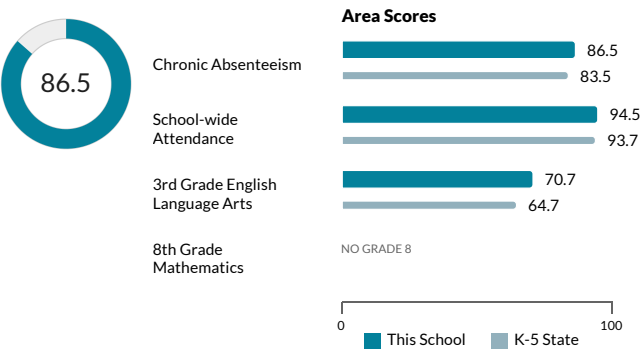 Area Scores
86.5
Chronic Absenteeism
86.5
83.5
School-wide
Attendance
94.5
93.7
3rd Grade English
Language Arts
70.7
64.7
8th Grade
Mathematics
NO GRADE 8
0
100
This School
K-5 State